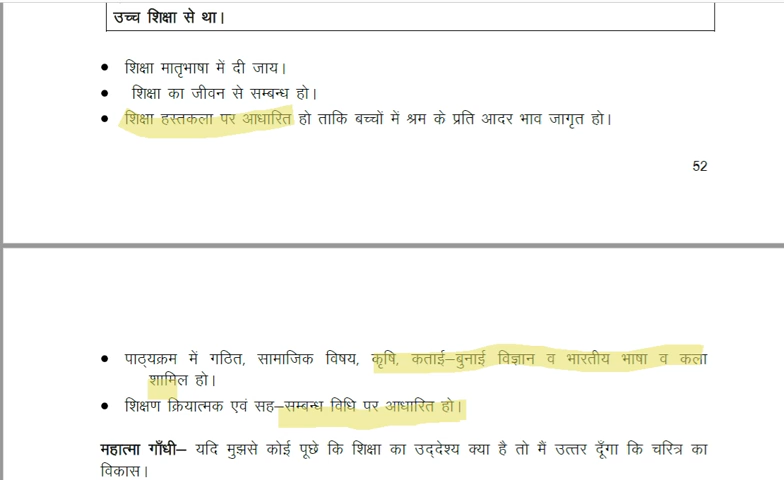 उच्च शिक्षा से था।
• शिक्षा मातृभाषा में दी जाय।
• शिक्षा का जीवन से सम्बन्ध हो।
• शिक्षा हस्तकला पर आधारित हो ताकि बच्चों में श्रम के प्रति आदर भाव जागृत हो।
52
• पाठ्यक्रम में गठित, सामाजिक विषय, कृषि, कताई–बुनाई विज्ञान व भारतीय भाषा व कला
शामिल हो।
• शिक्षण क्रियात्मक एवं सह–सम्बन्ध विधि पर आधारित हो।
महात्मा गाँधी– यदि मुझसे कोई पूछे कि शिक्षा का उद्देश्य क्या है तो मैं उत्तर दूँगा कि चरित्र का
विकास।